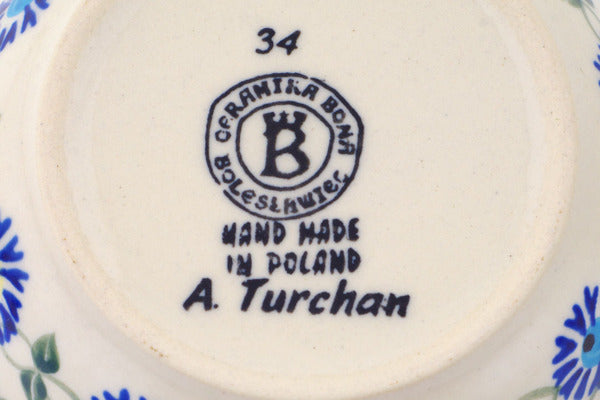 34
CERAMIKA BONA
B
BOLESŁAWIEC
HAND MADE
IN POLAND
A. Turchan